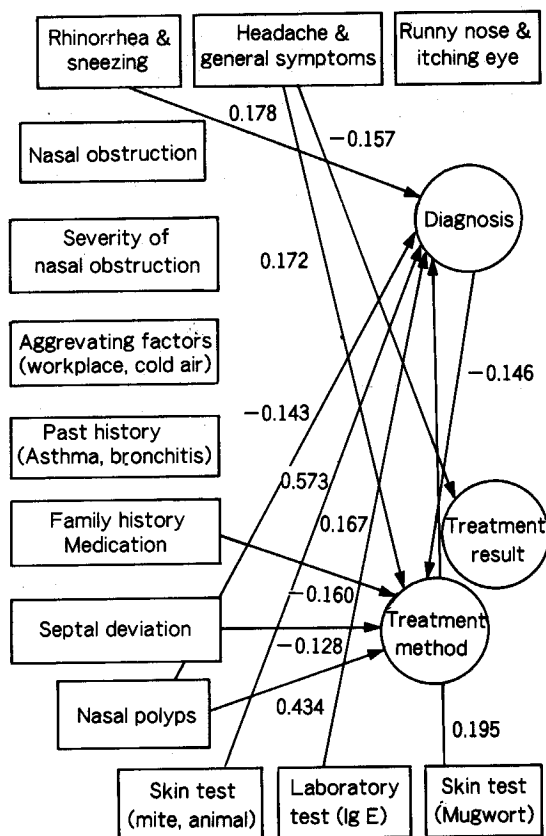 Rhinorrhea &
sneezing
Headache &
general symptoms
Runny nose &
itching eye
0.178
-0.157
Nasal obstruction
Diagnosis
Severity of
nasal obstruction
0.172
Aggrevating factors
(workplace, cold air)
-0.146
-0.143
Past history
(Asthma, bronchitis)
0.573
0.167
Family history
Medication
Treatment
result
-0.160
Septal deviation
Treatment
method
-0.128
Nasal polyps
0.434
0.195
Skin test
(mite, animal)
Laboratory
test (Ig E)
Skin test
(Mugwort)